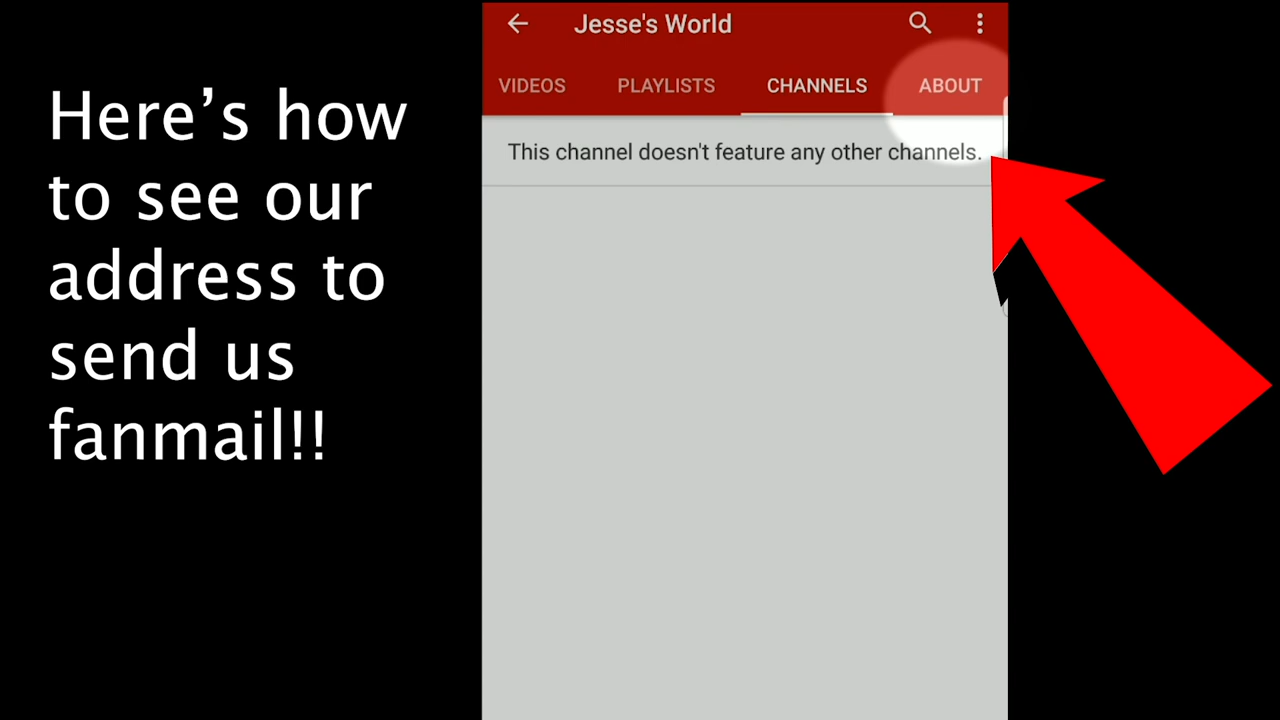 Here's how
to see our
address to
send us
fanmail!!
Jesse's World
VIDEOS PLAYLISTS CHANNELS ABOUT
This channel doesn't feature any other channels.